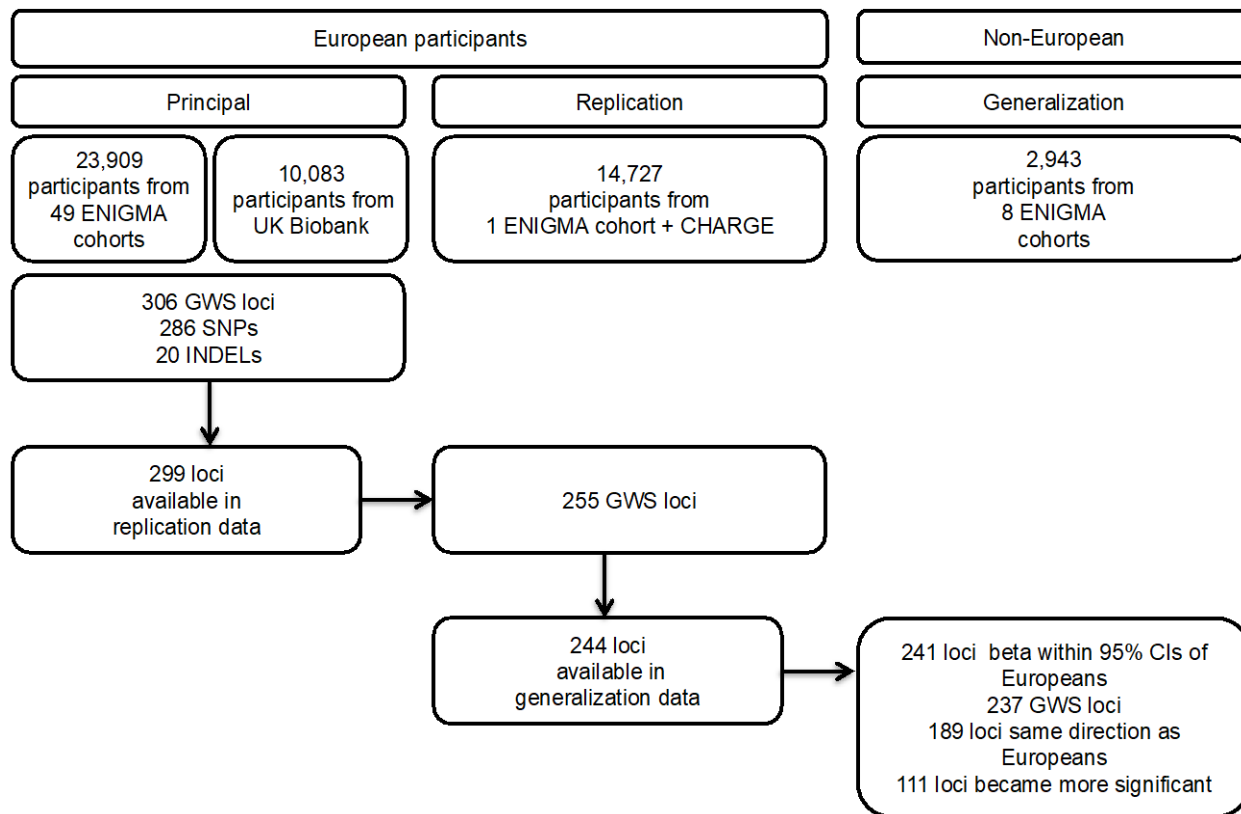 European participants
Non-European
Principal
Replication
Generalization
23,909
participants from
49 ENIGMA
cohorts
10,083
participants from
UK Biobank
14,727
participants from
1 ENIGMA cohort + CHARGE
2,943
participants from
8 ENIGMA
cohorts
306 GWS loci
286 SNPs
20 INDELs
299 loci
available in
replication data
255 GWS loci
244 loci
available in
generalization data
241 loci beta within 95% CIs of
Europeans
237 GWS loci
189 loci same direction as
Europeans
111 loci became more significant